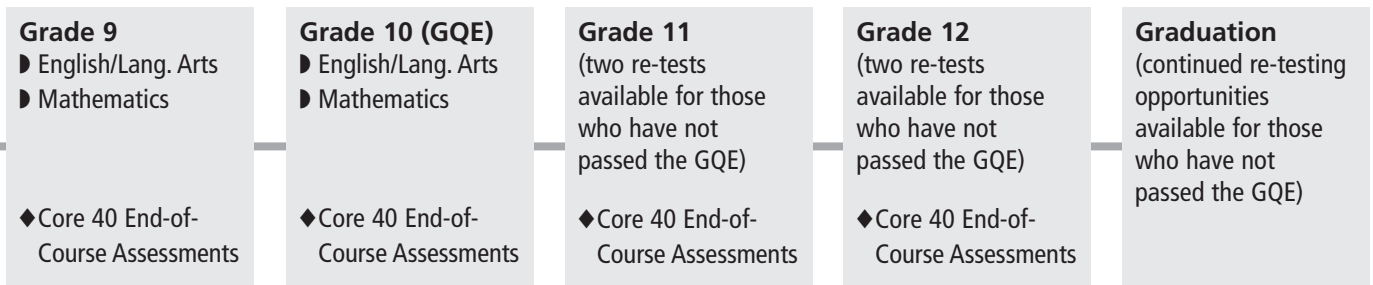 Grade 9
◗ English/Lang. Arts
◗ Mathematics
◆Core 40 End-of-
Course Assessments
Grade 10 (GQE)
◗ English/Lang. Arts
◗ Mathematics
◆Core 40 End-of-
Course Assessments
Grade 11
(two re-tests
available for those
who have not
passed the GQE)
◆Core 40 End-of-
Course Assessments
Grade 12
(two re-tests
available for those
who have not
passed the GQE)
◆Core 40 End-of-
Course Assessments
Graduation
(continued re-testing
opportunities
available for those
who have not
passed the GQE)